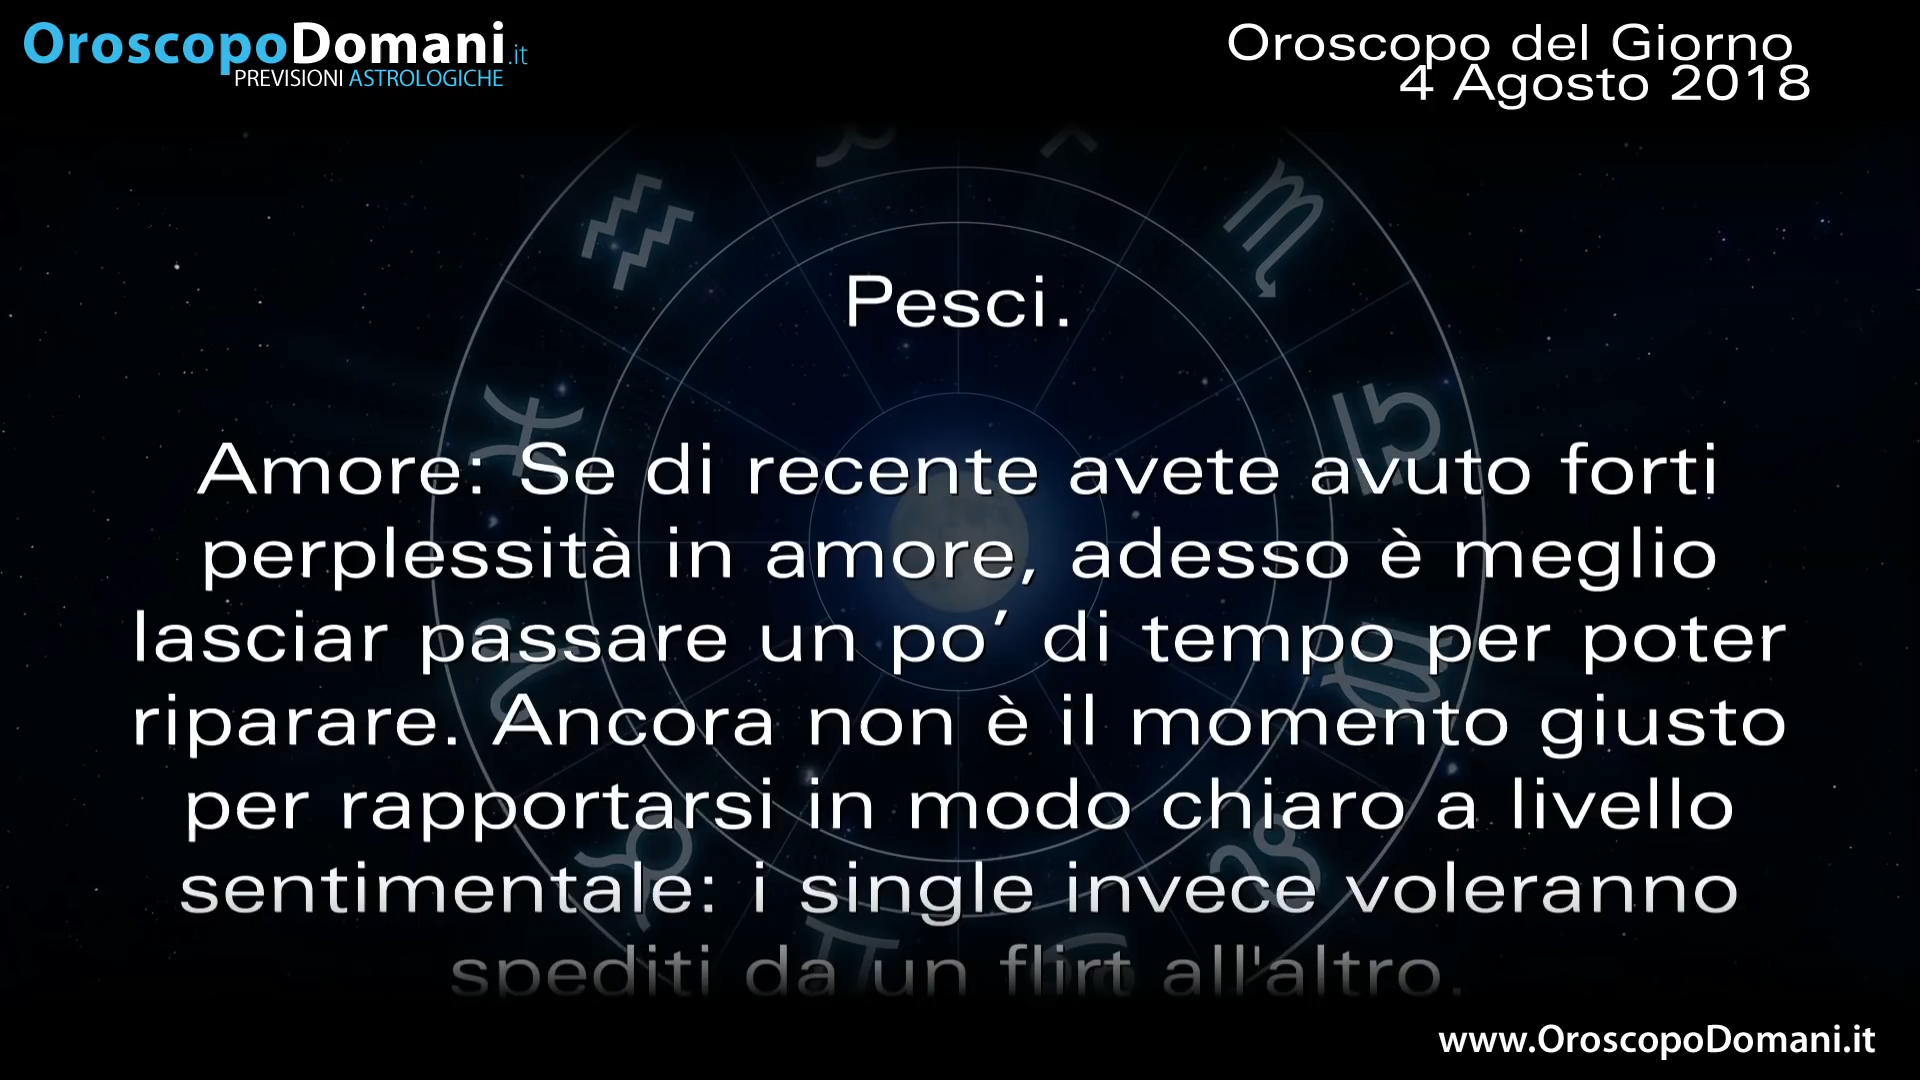 OroscopoDomani.it
PREVISIONI ASTROLOGICHE
Oroscopo del Giorno
4 Agosto 2018
Pesci.
Amore: Se di recente avete avuto forti
perplessità in amore, adesso è meglio
lasciar passare un po’ di tempo per poter
riparare. Ancora non è il momento giusto
per rapportarsi in modo chiaro a livello
sentimentale: i single invece voleranno
spediti da un flirt all'altro.
www.OroscopoDomani.it